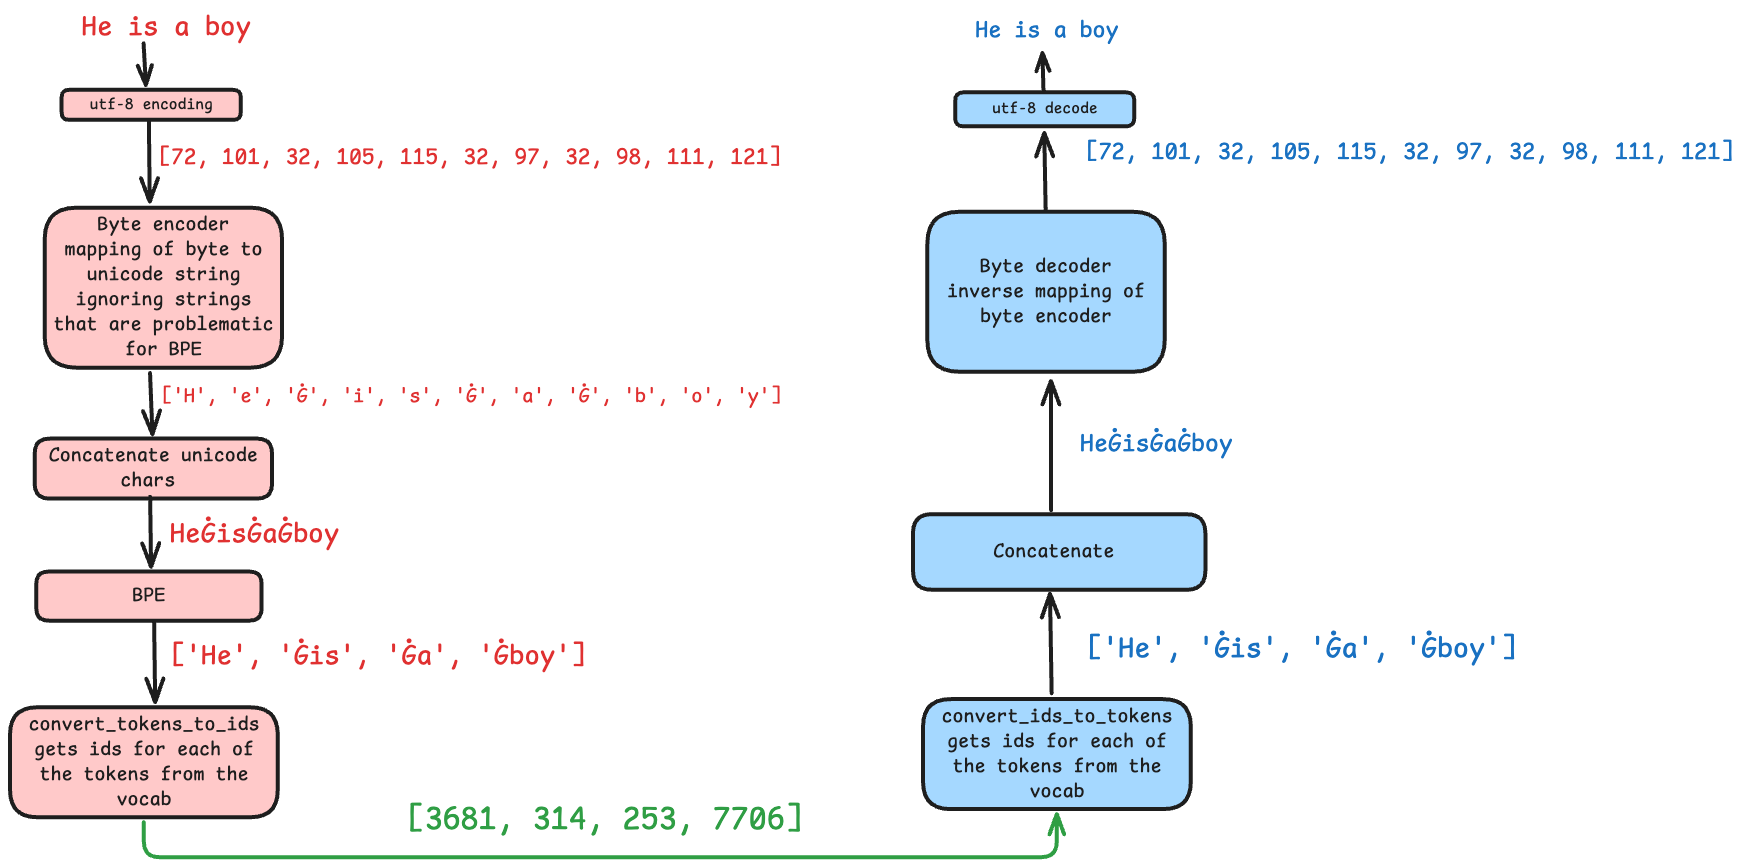 He is a boy
utf-8 encoding
[72, 101, 32, 105, 115, 32, 97, 32, 98, 111, 121]
Byte encoder
mapping of byte to
unicode string
ignoring strings
that are problematic
for BPE
['H', 'e', 'Ġ', 'i', 's', 'Ġ', 'a', 'Ġ', 'b', 'o', 'y']
Concatenate unicode
chars
HeĠisĠaĠboy
BPE
['He', 'Ġis', 'Ġa', 'Ġboy']
convert_tokens_to_ids
gets ids for each of
the tokens from the
vocab
[3681, 314, 253, 7706]
convert_ids_to_tokens
gets ids for each of
the tokens from the
vocab
['He', 'Ġis', 'Ġa', 'Ġboy']
Concatenate
HeĠisĠaĠboy
Byte decoder
inverse mapping of
byte encoder
[72, 101, 32, 105, 115, 32, 97, 32, 98, 111, 121]
utf-8 decode
He is a boy